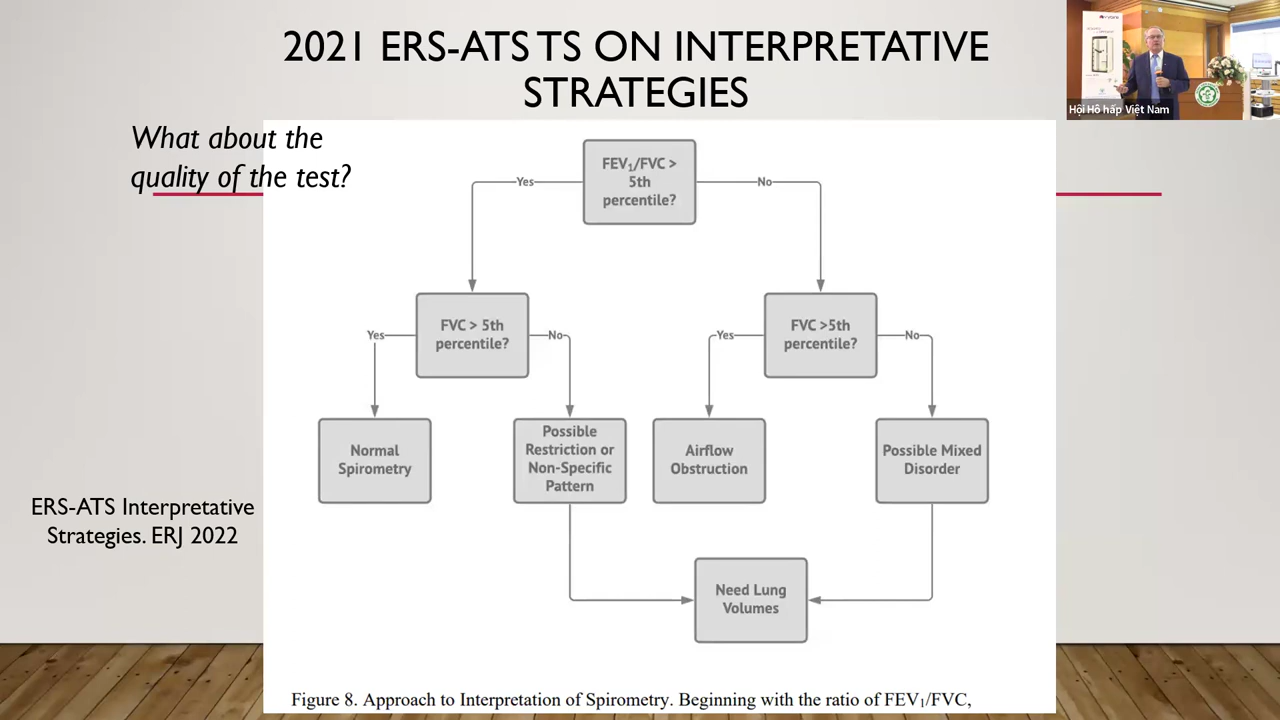 2021 ERS-ATS TS ON INTERPRETATIVE
STRATEGIES
Hội Hô hấp Việt Nam
What about the
quality of the test?
FEV₁/FVC >
5th
percentile?
Yes
No
FVC > 5th
percentile?
FVC >5th
percentile?
Yes
No
Yes
No
Normal
Spirometry
Possible
Restriction or
Non-Specific
Pattern
Airflow
Obstruction
Possible Mixed
Disorder
ERS-ATS Interpretative
Strategies. ERJ 2022
Need Lung
Volumes
Figure 8. Approach to Interpretation of Spirometry. Beginning with the ratio of FEV₁/FVC,